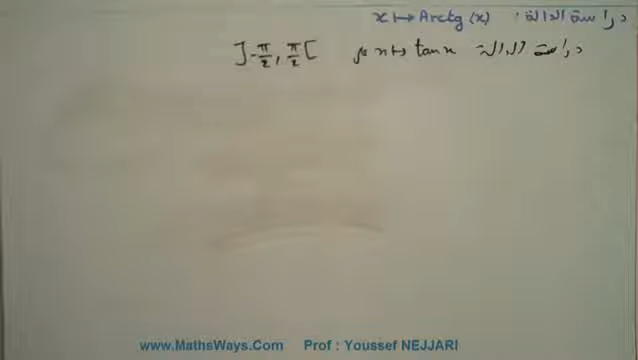 دراسة الدالة : x ↦ Arctg (x)
دراسة الدالة x ↦ tan x على ]-π/2, π/2[
www.MathsWays.Com Prof : Youssef NEJJARI